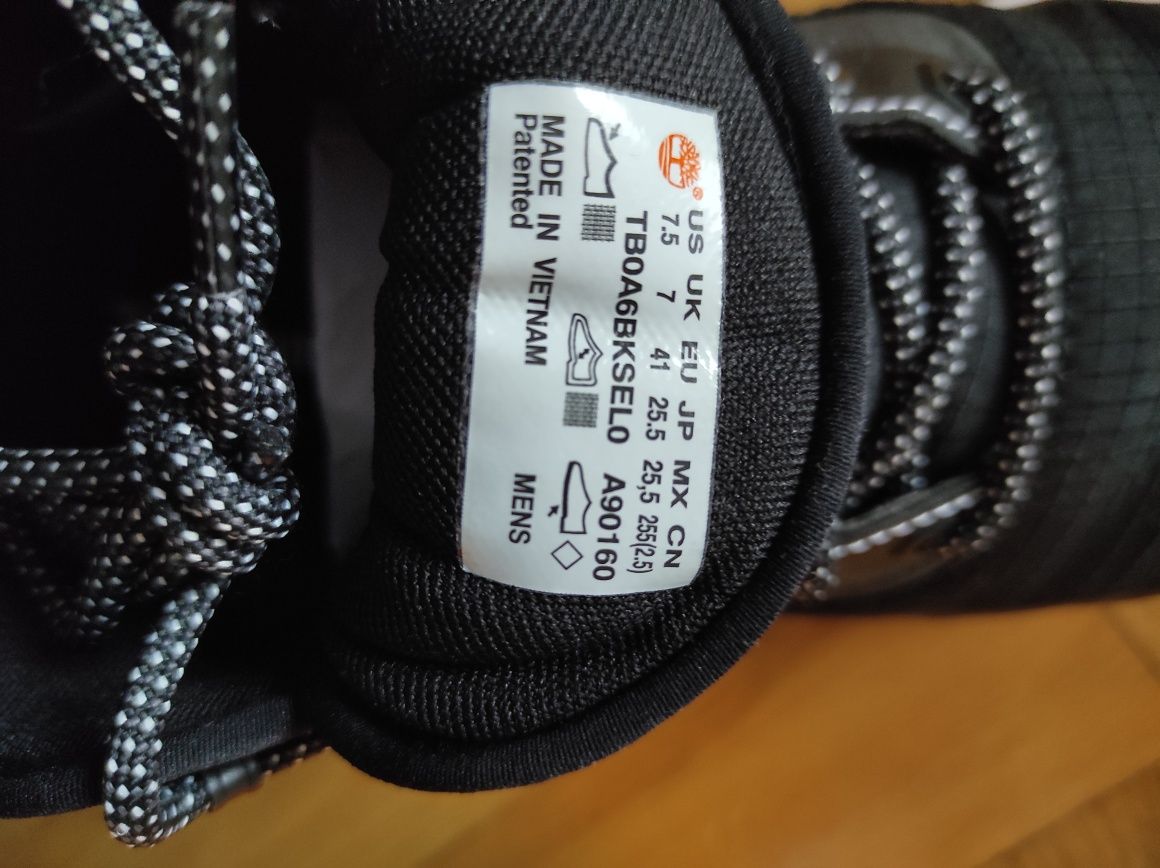 US UK EU JP MX CN
7.5 7 41 25.5 25,5 255(2.5)
TB0A6BKSEL0 A90160
MADE IN VIETNAM MENS
Patented